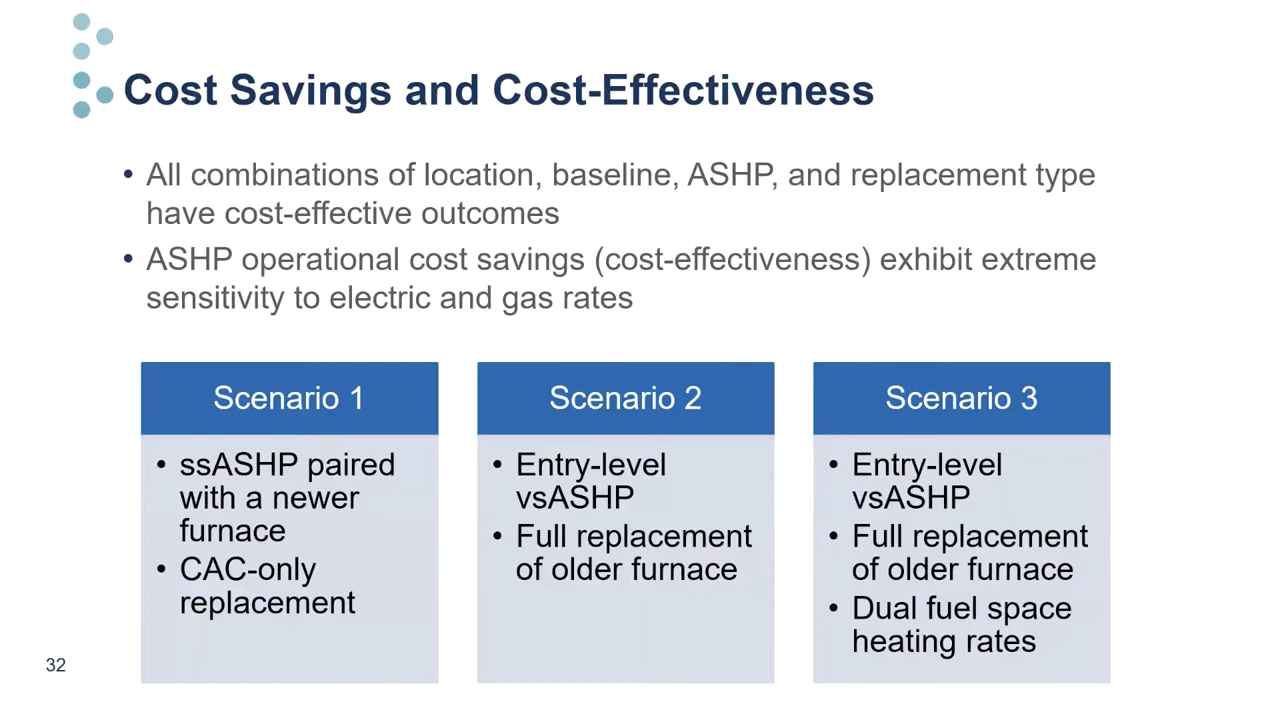 Cost Savings and Cost-Effectiveness
• All combinations of location, baseline, ASHP, and replacement type
have cost-effective outcomes
• ASHP operational cost savings (cost-effectiveness) exhibit extreme
sensitivity to electric and gas rates
Scenario 1
• ssASHP paired
with a newer
furnace
• CAC-only
replacement
Scenario 2
• Entry-level
vsASHP
• Full replacement
of older furnace
Scenario 3
• Entry-level
vsASHP
• Full replacement
of older furnace
• Dual fuel space
heating rates
32